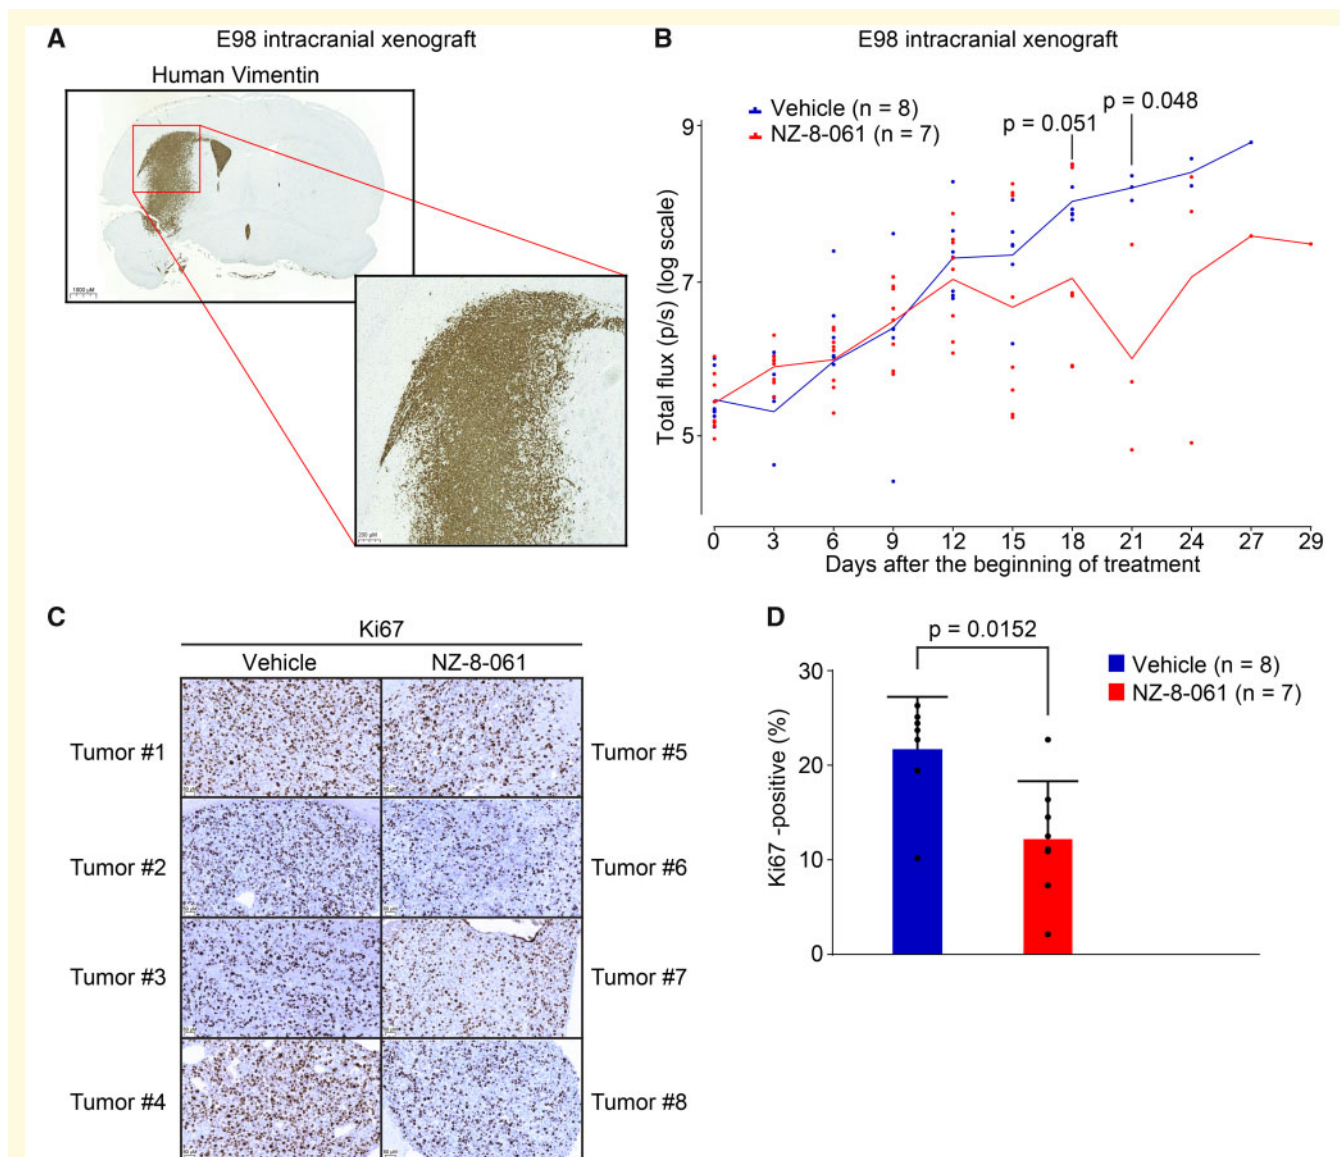 A
E98 intracranial xenograft
Human Vimentin
1000 µM
200 µM
B
E98 intracranial xenograft
Vehicle (n = 8)
NZ-8-061 (n = 7)
p = 0.051
p = 0.048
Total flux (p/s) (log scale)
9
7
5
0 3 6 9 12 15 18 21 24 27 29
Days after the beginning of treatment
C
Ki67
Vehicle NZ-8-061
Tumor #1 Tumor #5
Tumor #2 Tumor #6
Tumor #3 Tumor #7
Tumor #4 Tumor #8
D
p = 0.0152
Vehicle (n = 8)
NZ-8-061 (n = 7)
Ki67 -positive (%)
30
20
10
0